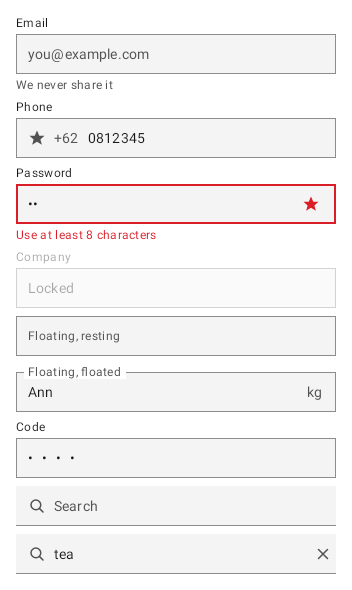 Email
you@example.com
We never share it
Phone
+62 0812345
Password
••
Use at least 8 characters
Company
Locked
Floating, resting
Floating, floated
Ann kg
Code
• • • •
Search
tea